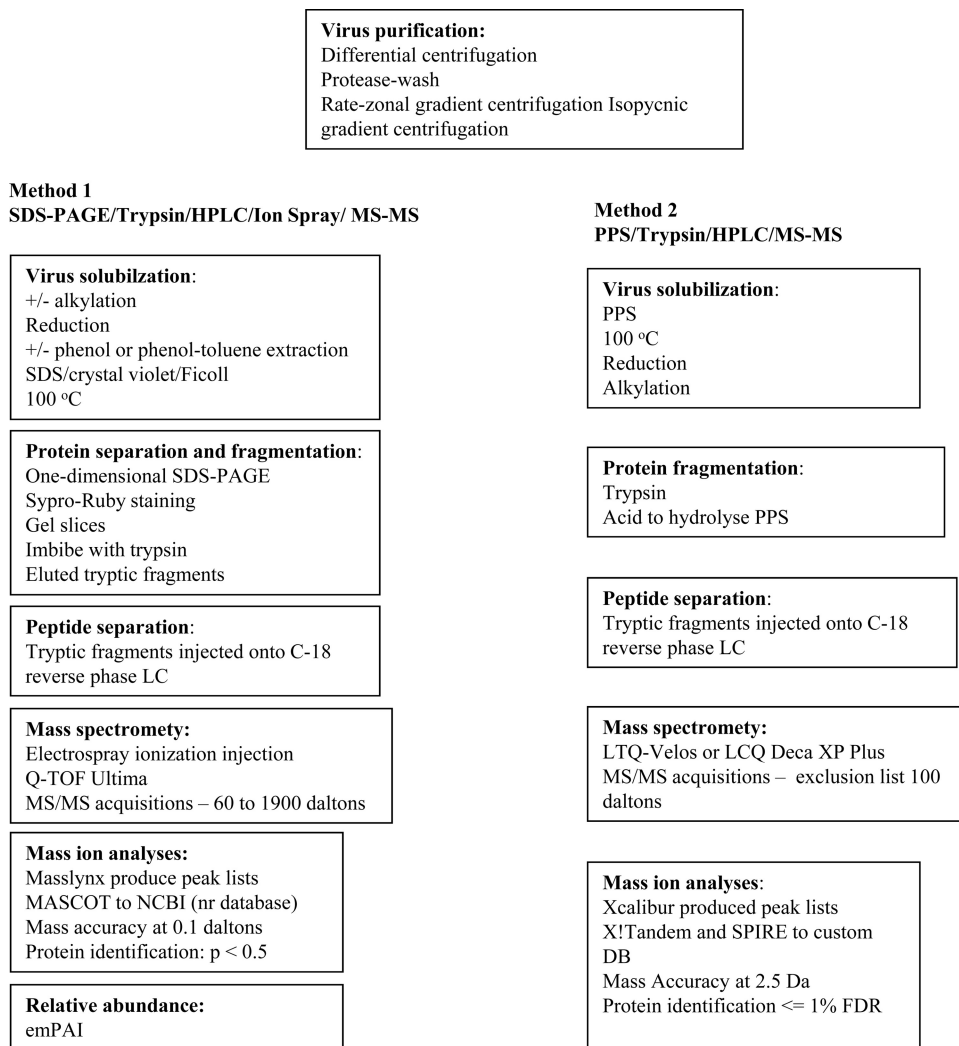 Virus purification:
Differential centrifugation
Protease-wash
Rate-zonal gradient centrifugation Isopycnic
gradient centrifugation
Method 1
SDS-PAGE/Trypsin/HPLC/Ion Spray/ MS-MS
Virus solubilzation:
+/- alkylation
Reduction
+/- phenol or phenol-toluene extraction
SDS/crystal violet/Ficoll
100 °C
Protein separation and fragmentation:
One-dimensional SDS-PAGE
Sypro-Ruby staining
Gel slices
Imbibe with trypsin
Eluted tryptic fragments
Peptide separation:
Tryptic fragments injected onto C-18
reverse phase LC
Mass spectromety:
Electrospray ionization injection
Q-TOF Ultima
MS/MS acquisitions – 60 to 1900 daltons
Mass ion analyses:
Masslynx produce peak lists
MASCOT to NCBI (nr database)
Mass accuracy at 0.1 daltons
Protein identification: p < 0.5
Relative abundance:
emPAI
Method 2
PPS/Trypsin/HPLC/MS-MS
Virus solubilization:
PPS
100 °C
Reduction
Alkylation
Protein fragmentation:
Trypsin
Acid to hydrolyse PPS
Peptide separation:
Tryptic fragments injected onto C-18
reverse phase LC
Mass spectromety:
LTQ-Velos or LCQ Deca XP Plus
MS/MS acquisitions – exclusion list 100
daltons
Mass ion analyses:
Xcalibur produced peak lists
X!Tandem and SPIRE to custom
DB
Mass Accuracy at 2.5 Da
Protein identification <= 1% FDR